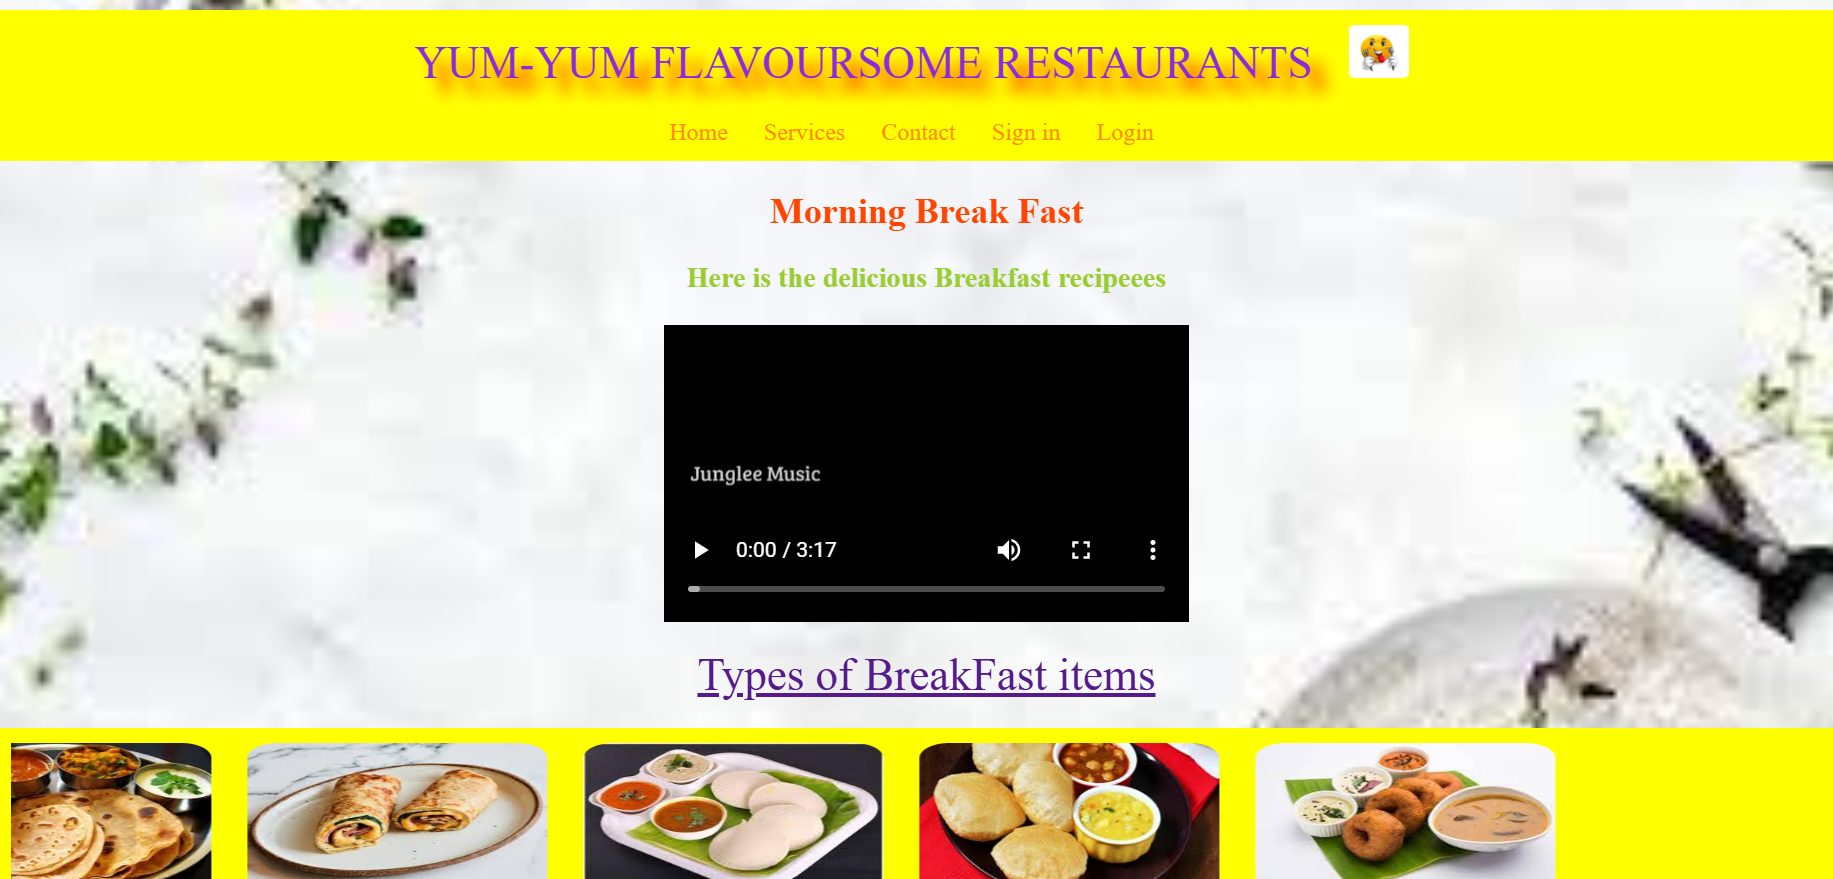 YUM-YUM FLAVOURSOME RESTAURANTS
Home Services Contact Sign in Login
Morning Break Fast
Here is the delicious Breakfast recipeees
Junglee Music
0:00 / 3:17
Types of BreakFast items